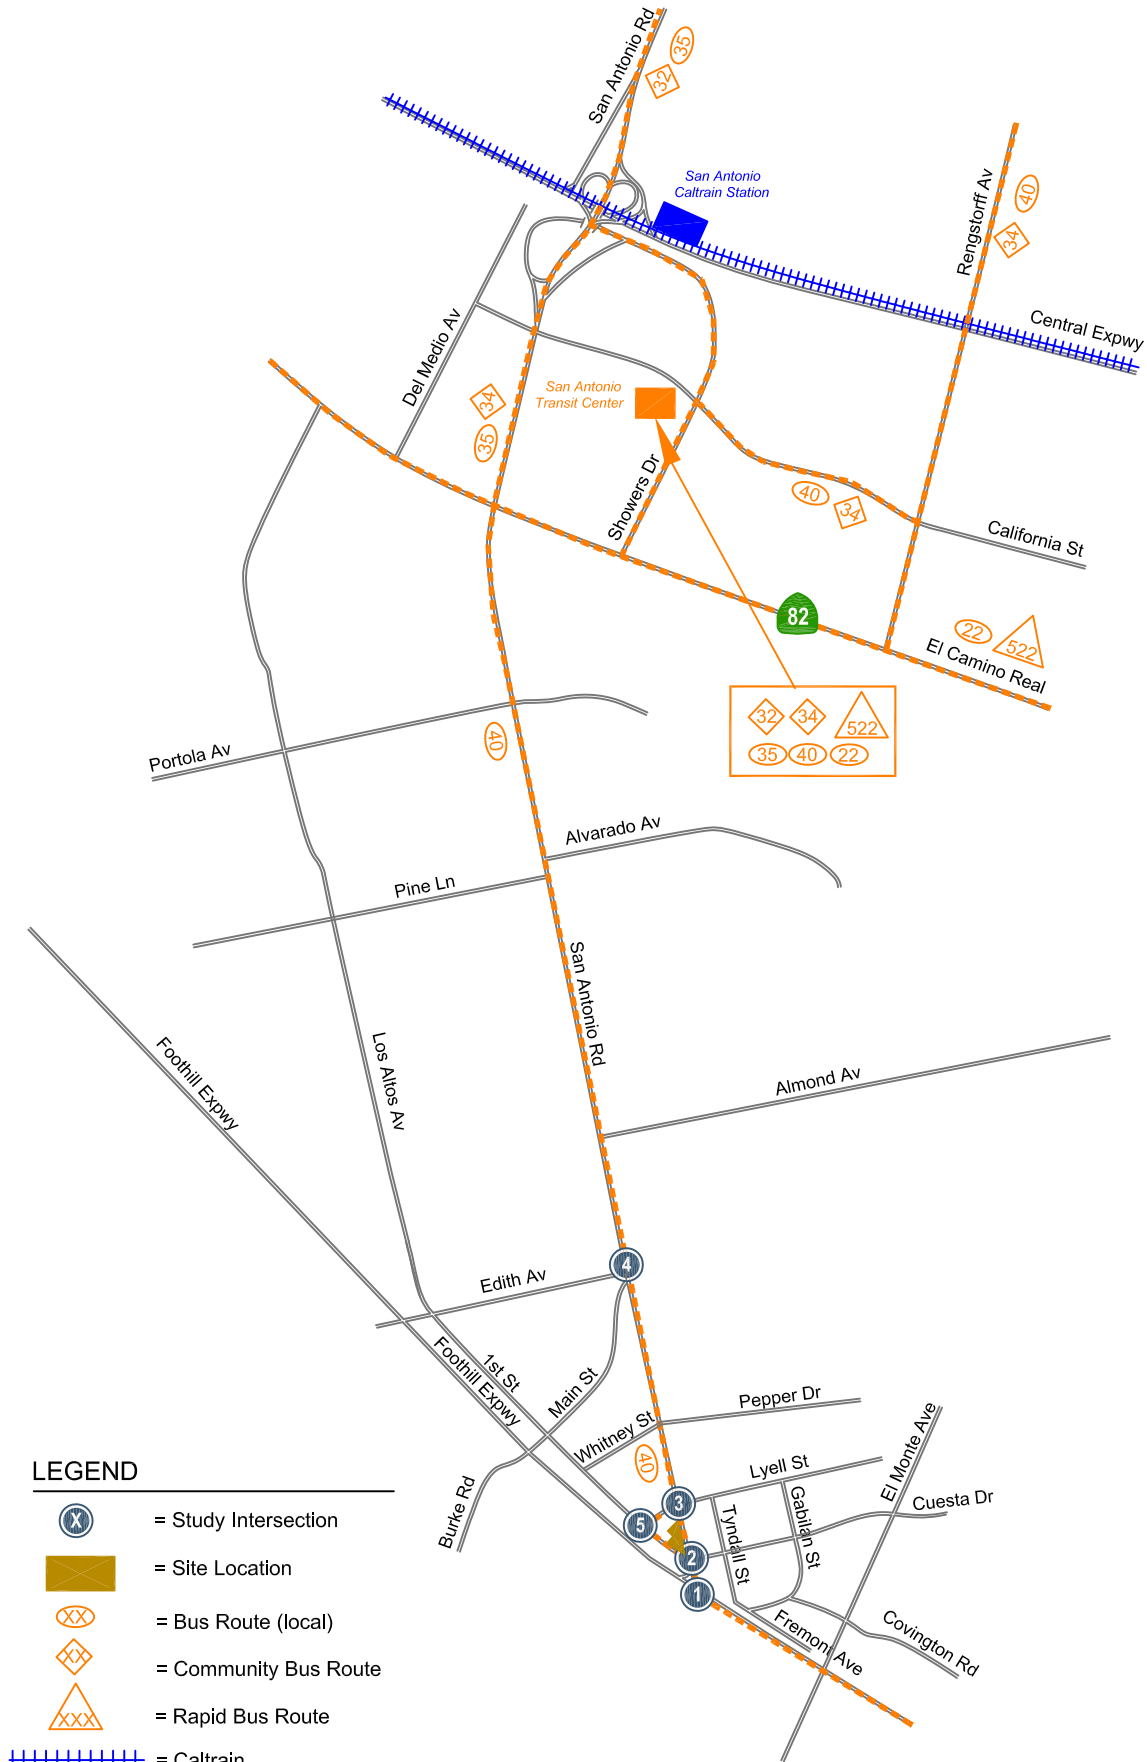 San Antonio Rd
35
32
San Antonio
Caltrain Station
Rengstorff Av
40
34
Central Expwy
Del Medio Av
34
35
San Antonio
Transit Center
Showers Dr
40
34
California St
82
22
522
El Camino Real
32
34
522
35
40
22
Portola Av
40
Alvarado Av
Pine Ln
San Antonio Rd
Foothill Expwy
Los Altos Av
Almond Av
4
Edith Av
1st St
Foothill Expwy
Main St
Whitney St
Pepper Dr
40
El Monte Ave
Burke Rd
Lyell St
Cuesta Dr
3
5
Tyndall St
Gabilan St
2
1
Fremont Ave
Covington Rd
LEGEND
X = Study Intersection
= Site Location
XX = Bus Route (local)
XX = Community Bus Route
XXX = Rapid Bus Route
= Caltrain